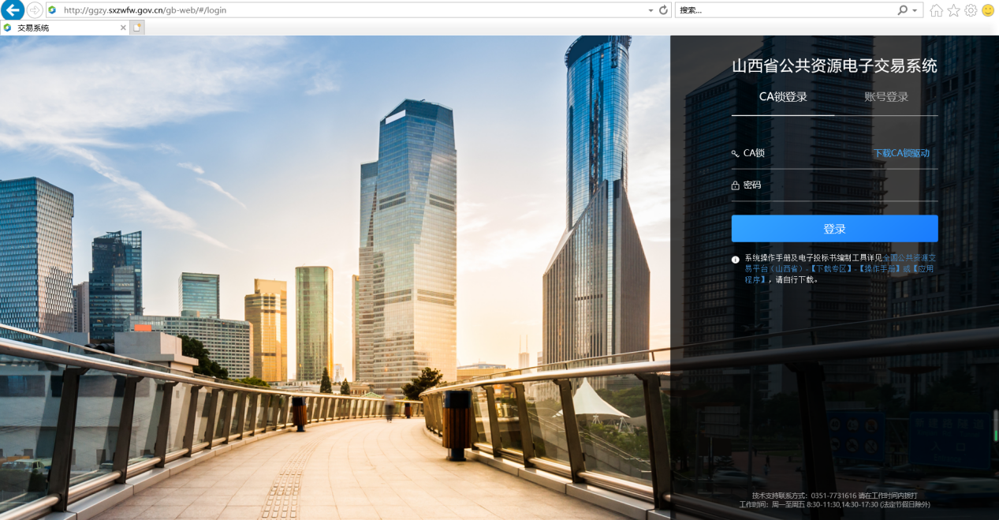 http://ggzy.sxzwfw.gov.cn/gb-web/#/login
搜索...
交易系统
山西省公共资源电子交易系统
CA锁登录 账号登录
CA锁 下载CA锁驱动
密码
登录
系统操作手册及电子投标书编制工具详见全国公共资源交
易平台（山西省）-【下载专区】-【操作手册】或【应用
程序】，请自行下载。
技术支持联系方式：0351-7731616 请在工作时间内拨打
工作时间：周一至周五 8:30-11:30,14:30-17:30 (法定节假日除外)